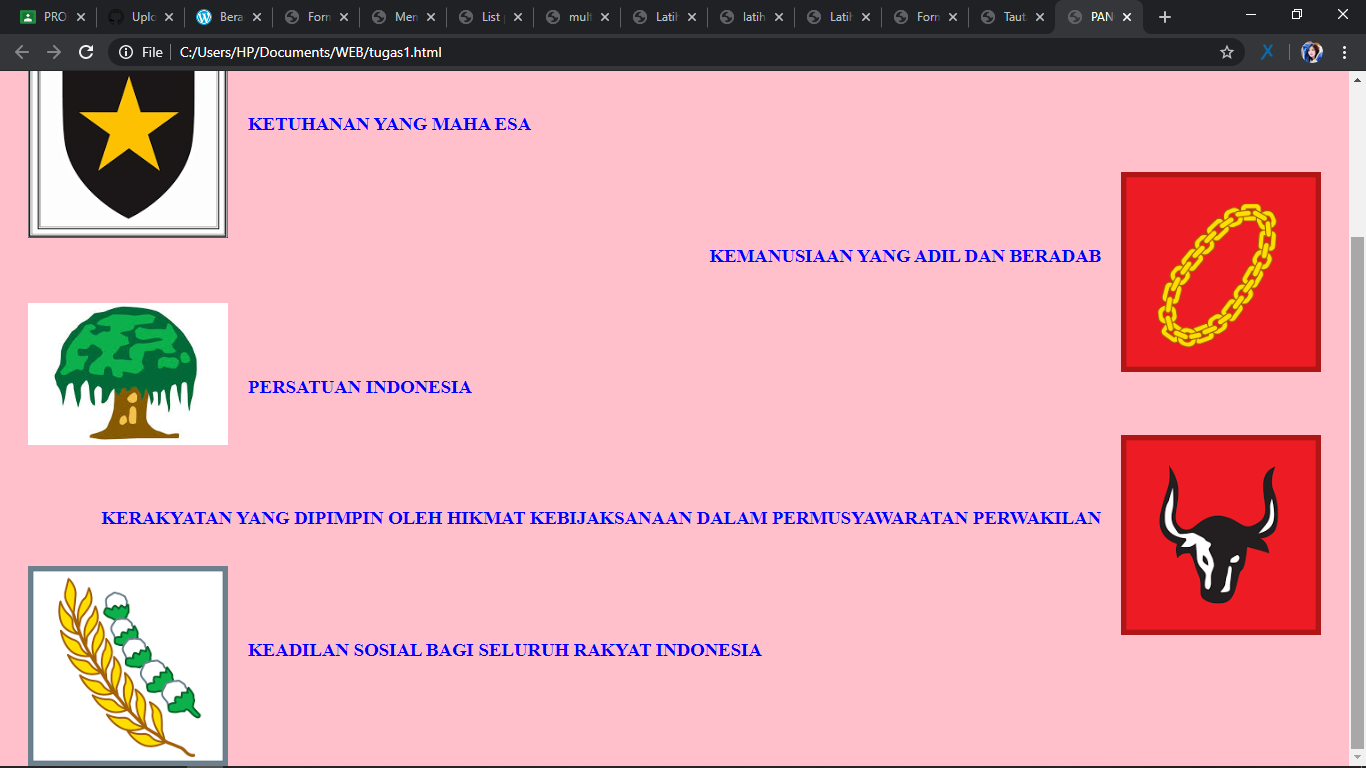 PRO
Uplo
Bera
Form
Men
List
mult
Latih
latih
Latih
Form
Taut
PAN
File
C:/Users/HP/Documents/WEB/tugas1.html
KETUHANAN YANG MAHA ESA
KEMANUSIAAN YANG ADIL DAN BERADAB
PERSATUAN INDONESIA
KERAKYATAN YANG DIPIMPIN OLEH HIKMAT KEBIJAKSANAAN DALAM PERMUSYAWARATAN PERWAKILAN
KEADILAN SOSIAL BAGI SELURUH RAKYAT INDONESIA